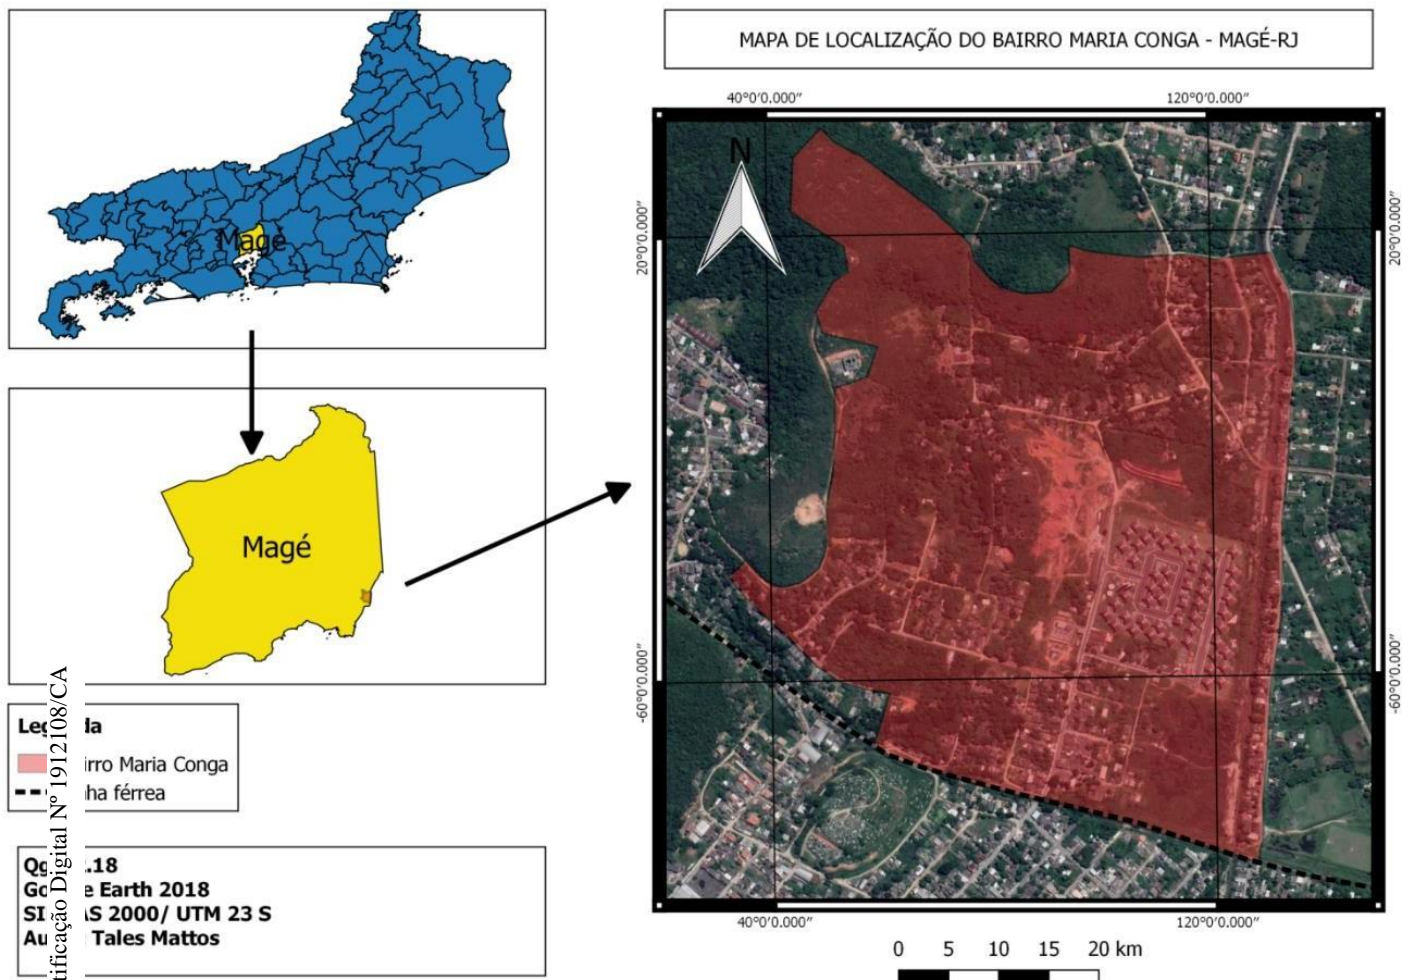 MAPA DE LOCALIZAÇÃO DO BAIRRO MARIA CONGA - MAGÉ-RJ
Magé
Magé
40°0'0.000"
120°0'0.000"
20°0'0.000"
20°0'0.000"
-60°0'0.000"
-60°0'0.000"
40°0'0.000"
120°0'0.000"
N
0 5 10 15 20 km
irro Maria Conga
ha férrea
.18
e Earth 2018
2000/ UTM 23 S
Tales Mattos
tificação Digital Nº 1912108/CA